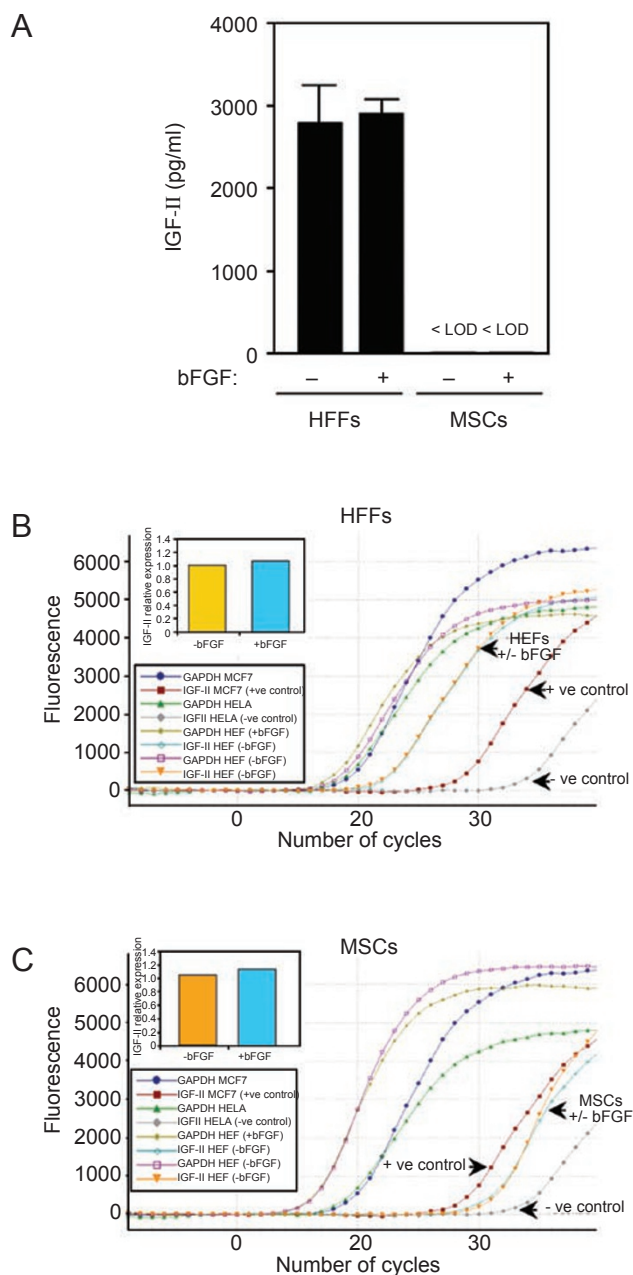 A
IGF-II (pg/ml)
4000
3000
2000
1000
0
< LOD < LOD
bFGF: – + – +
HFFs MSCs
B
HFFs
Fluorescence
6000
5000
4000
3000
2000
1000
0
IGF-II relative expression
1.4
1.2
1.0
0.8
0.6
0.4
0.2
0
-bFGF +bFGF
GAPDH MCF7
IGF-II MCF7 (+ve control)
GAPDH HELA
IGFII HELA (-ve control)
GAPDH HEF (+bFGF)
IGF-II HEF (-bFGF)
GAPDH HEF (-bFGF)
IGF-II HEF (-bFGF)
HEFs
+/- bFGF
+ ve control
- ve control
0 20 30
Number of cycles
C
MSCs
Fluorescence
6000
5000
4000
3000
2000
1000
0
IGF-II relative expression
1.4
1.2
1.0
0.8
0.6
0.4
0.2
0
-bFGF +bFGF
GAPDH MCF7
IGF-II MCF7 (+ve control)
GAPDH HELA
IGFII HELA (-ve control)
GAPDH HEF (+bFGF)
IGF-II HEF (-bFGF)
GAPDH HEF (-bFGF)
IGF-II HEF (-bFGF)
MSCs
+/- bFGF
+ ve control
- ve control
0 20 30
Number of cycles